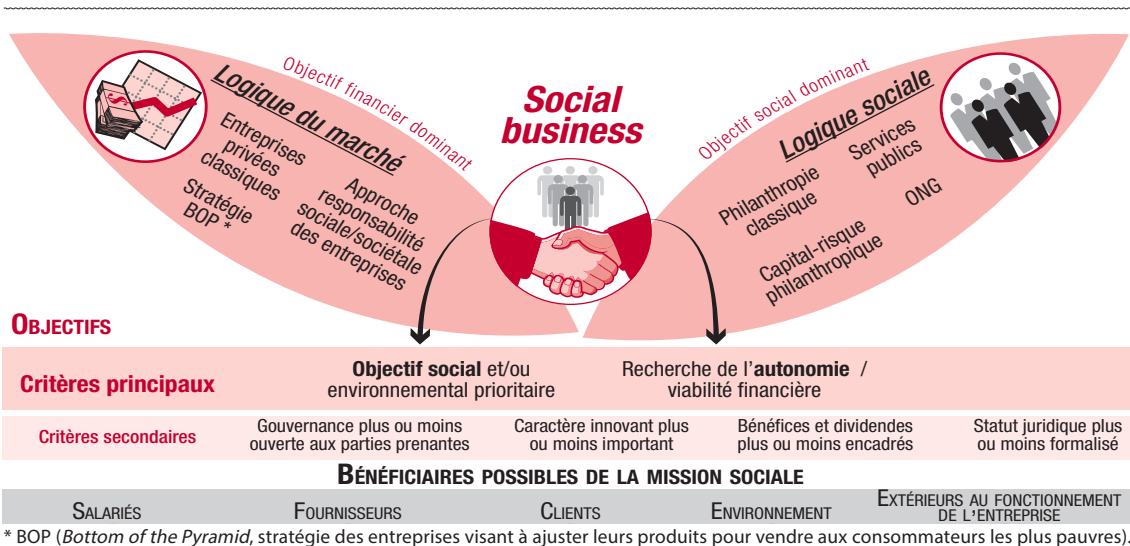 Objectif financier dominant
Logique du marché
Entreprises
privées
classiques
Stratégie
BOP *
Approche
responsabilité
sociale/sociétale
des entreprises
Social
business
Objectif social dominant
Logique sociale
Services
publics
Philanthropie
classique
ONG
Capital-risque
philanthropique
$
OBJECTIFS
Critères principaux
Objectif social et/ou
environnemental prioritaire
Recherche de l'autonomie /
viabilité financière
Critères secondaires
Gouvernance plus ou moins
ouverte aux parties prenantes
Caractère innovant plus
ou moins important
Bénéfices et dividendes
plus ou moins encadrés
Statut juridique plus
ou moins formalisé
BÉNÉFICIAIRES POSSIBLES DE LA MISSION SOCIALE
SALARIÉS
FOURNISSEURS
CLIENTS
ENVIRONNEMENT
EXTÉRIEURS AU FONCTIONNEMENT
DE L'ENTREPRISE
* BOP (Bottom of the Pyramid, stratégie des entreprises visant à ajuster leurs produits pour vendre aux consommateurs les plus pauvres).